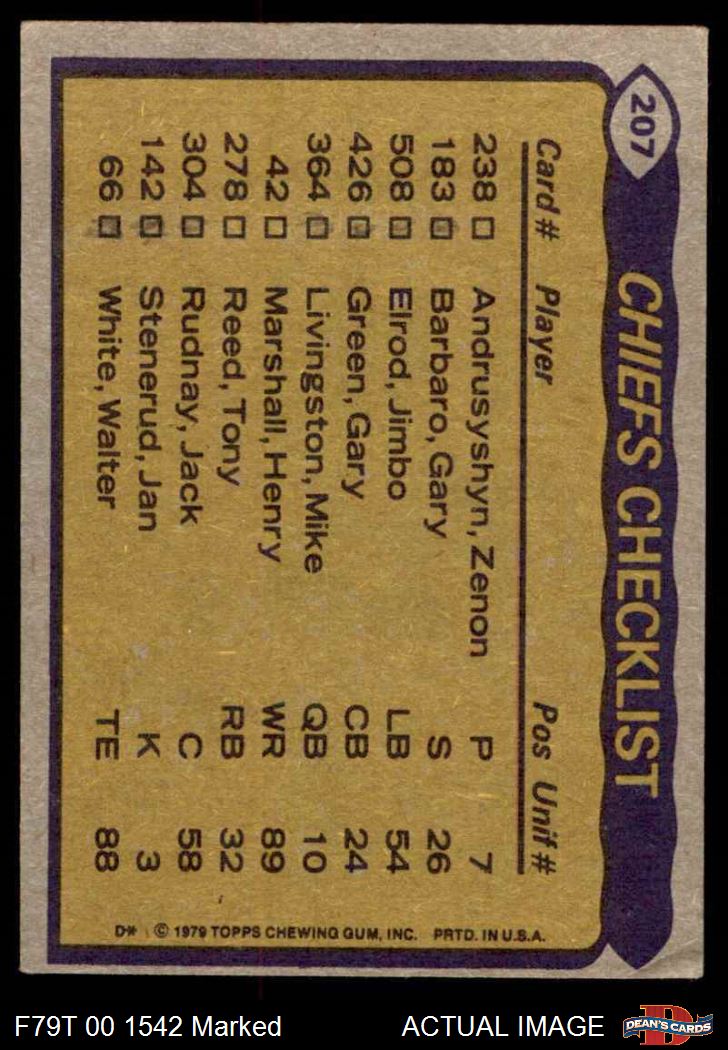 207
CHIEFS CHECKLIST
Card # Player Pos Unif #
238 Andrusyshyn, Zenon P 7
183 Barbaro, Gary S 26
508 Elrod, Jimbo LB 54
426 Green, Gary CB 24
364 Livingston, Mike QB 10
42 Marshall, Henry WR 89
278 Reed, Tony RB 32
304 Rudnay, Jack C 58
142 Stenerud, Jan K 3
66 White, Walter TE 88
D* © 1979 TOPPS CHEWING GUM, INC. PRTD. IN U.S.A.
F79T 00 1542 Marked ACTUAL IMAGE DEAN'S CARDS